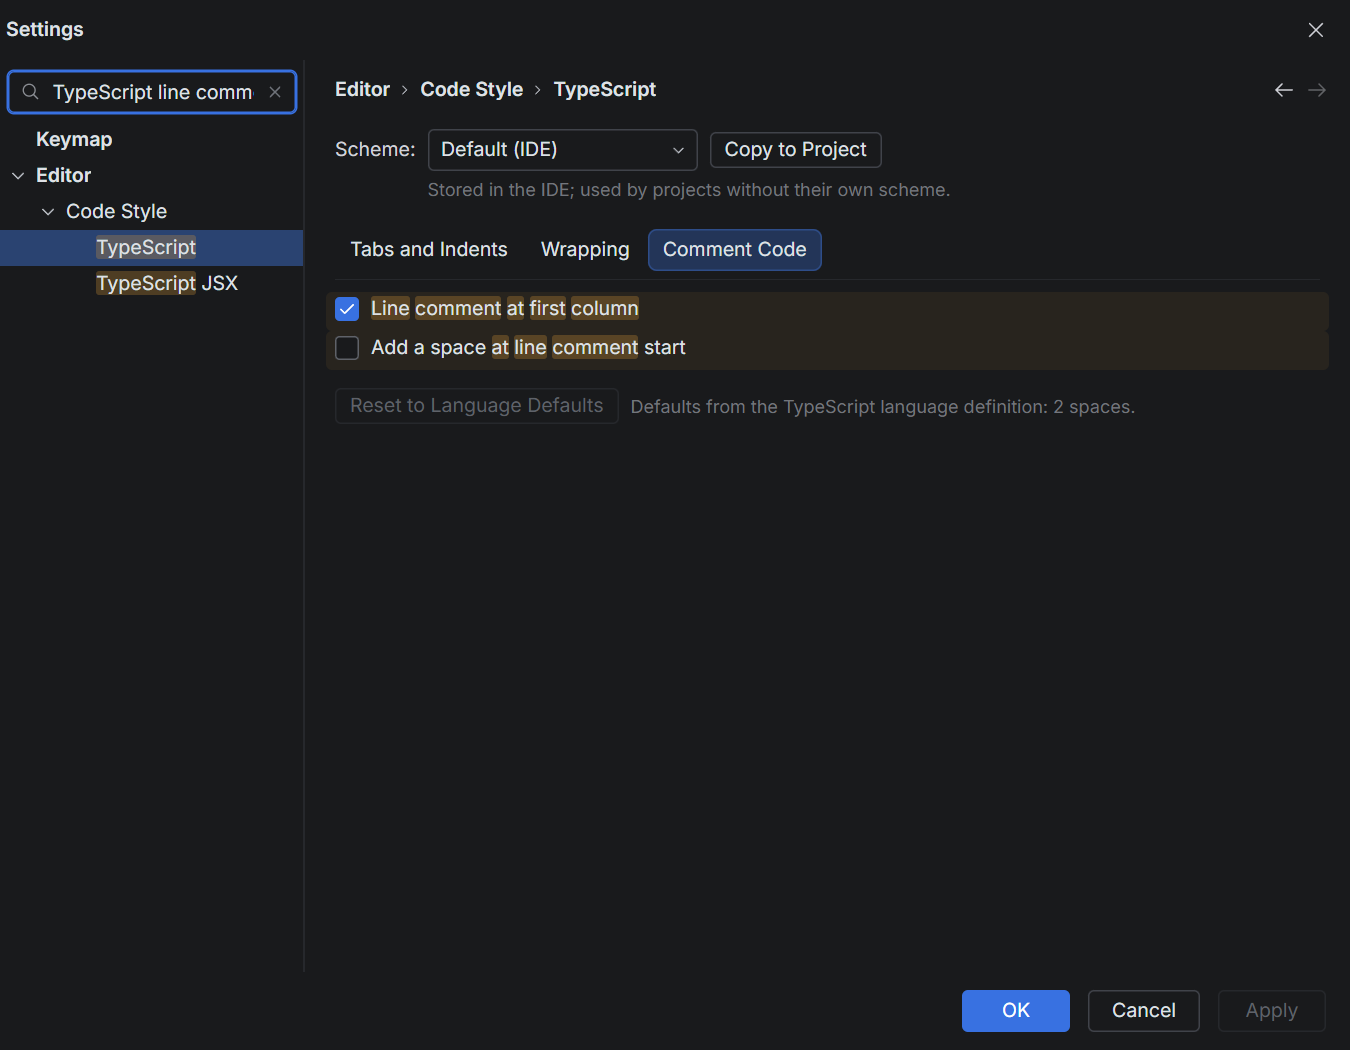 Settings
TypeScript line comm
Keymap
Editor
Code Style
TypeScript
TypeScript JSX
Editor › Code Style › TypeScript
Scheme: Default (IDE) Copy to Project
Stored in the IDE; used by projects without their own scheme.
Tabs and Indents Wrapping Comment Code
Line comment at first column
Add a space at line comment start
Reset to Language Defaults Defaults from the TypeScript language definition: 2 spaces.
OK Cancel Apply